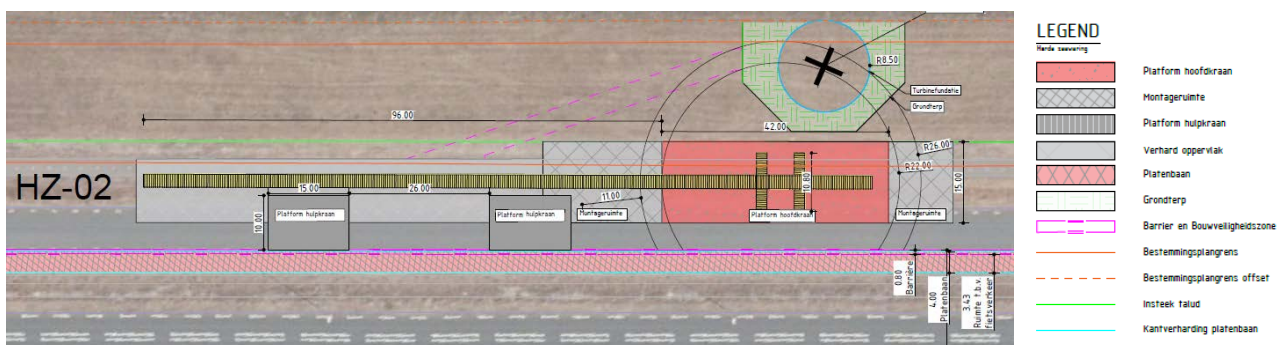 R8.50
Turbinefundatie
Grondterp
96.00
42.00
R26.00
R22.00
15.00
10.80
HZ-02
15.00
26.00
11.00
10.00
Platform hulpkraan
Platform hulpkraan
Montageruimte
Platform hoofdkraan
Montageruimte
0.80
Barrière
4.00
Platenbaan
3.43
Ruimte t.b.v.
fietsverkeer
LEGEND
Harde zeewering
Platform hoofdkraan
Montageruimte
Platform hulpkraan
Verhard oppervlak
Platenbaan
Grondterp
Barrier en Bouwveiligheidszone
Bestemmingsplangrens
Bestemmingsplangrens offset
Insteek talud
Kantverharding platenbaan